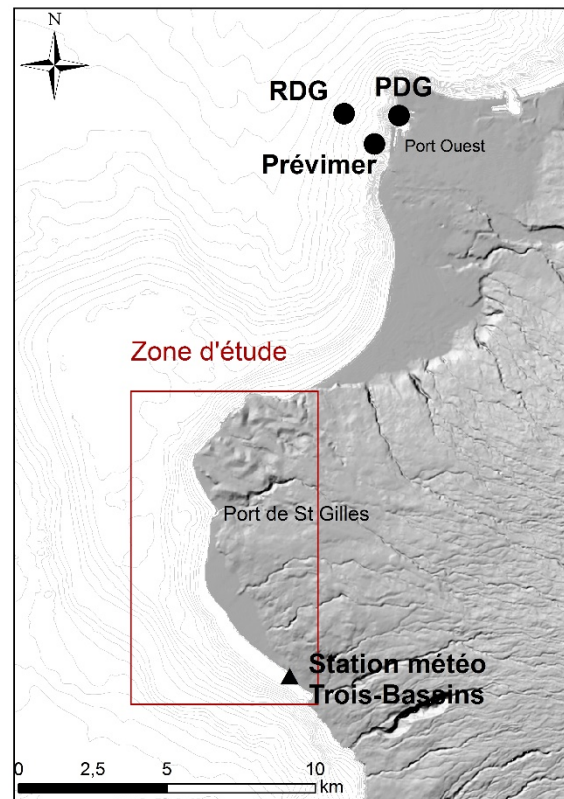 N
RDG
PDG
Prévimer
Port Ouest
Zone d'étude
Port de St Gilles
Station météo
Trois-Bassins
0 2,5 5 10
km